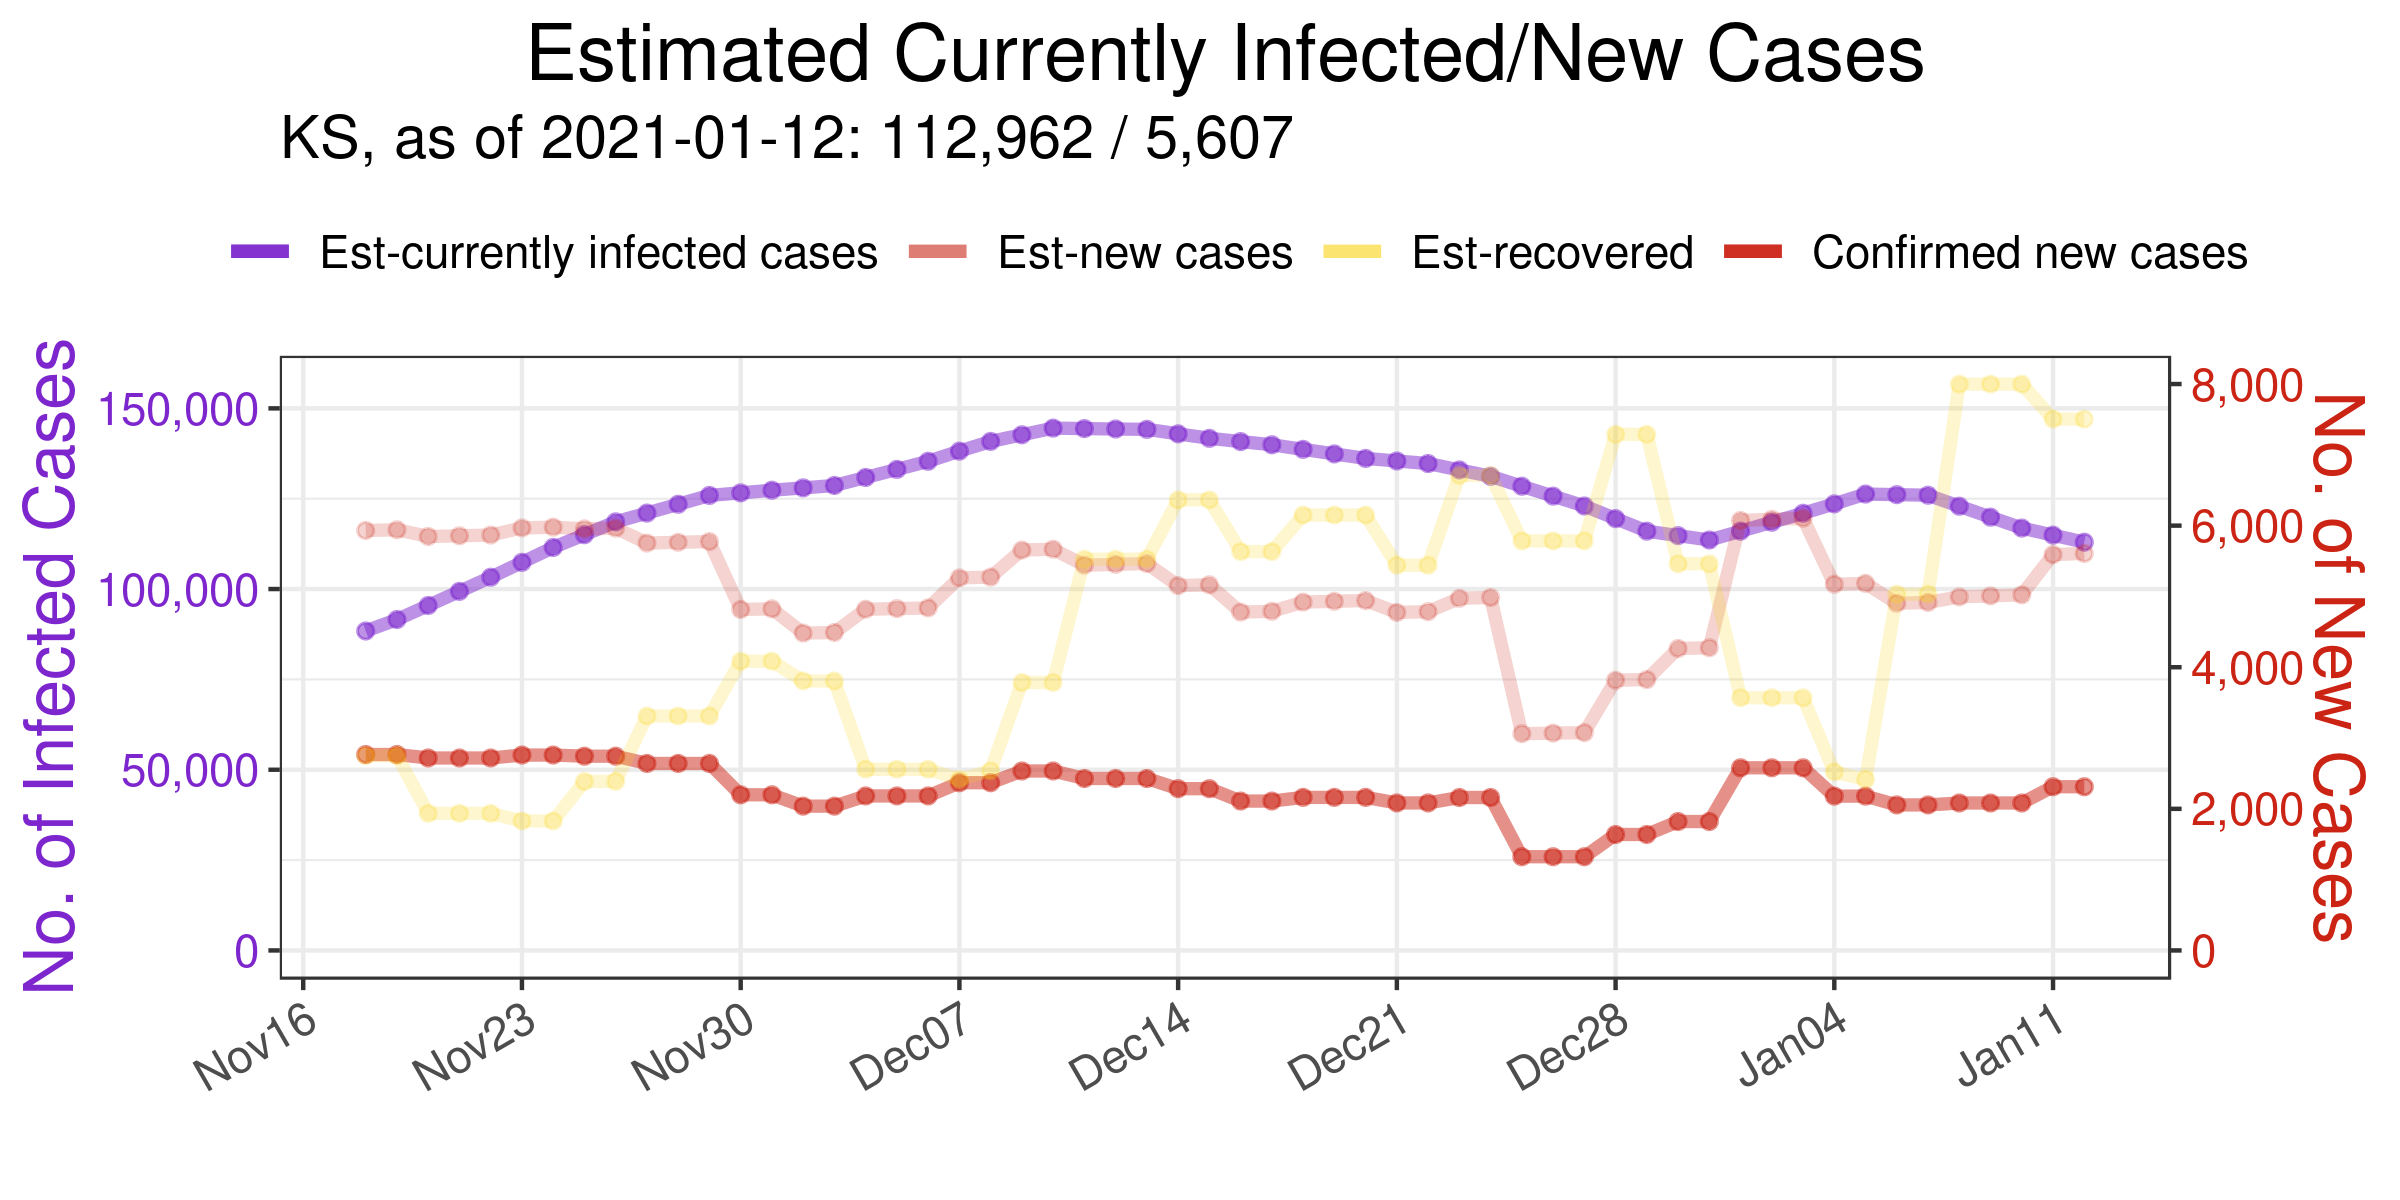 Estimated Currently Infected/New Cases
KS, as of 2021-01-12: 112,962 / 5,607
Est-currently infected cases Est-new cases Est-recovered Confirmed new cases
No. of Infected Cases
150,000
100,000
50,000
0
8,000
6,000
4,000
2,000
0
No. of New Cases
Nov16 Nov23 Nov30 Dec07 Dec14 Dec21 Dec28 Jan04 Jan11